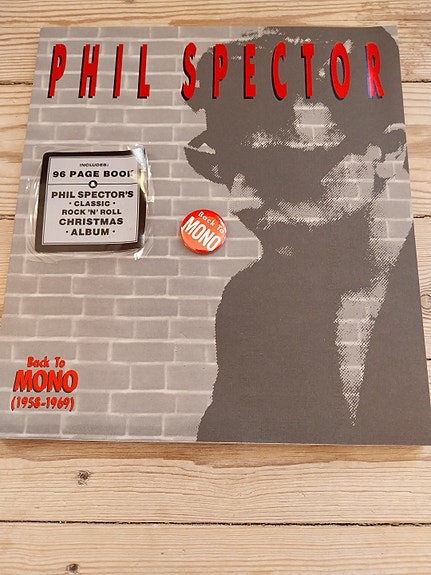 PHIL SPECTOR
INCLUDES:
96 PAGE BOOK
&
PHIL SPECTOR'S
· CLASSIC ·
ROCK 'N' ROLL
CHRISTMAS
· ALBUM ·
Back To
MONO
Back To
MONO
(1958-1969)